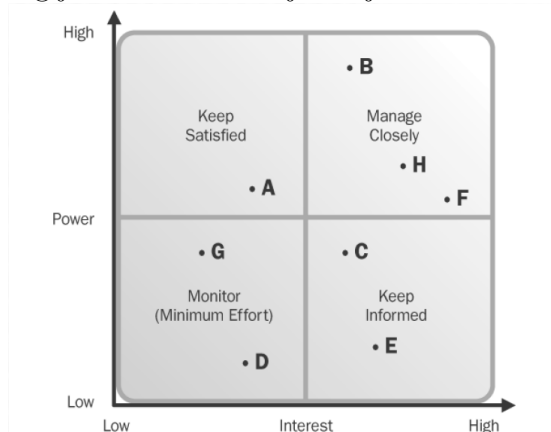 High
B
Keep
Satisfied
Manage
Closely
H
A
F
Power
G
C
Monitor
(Minimum Effort)
Keep
Informed
E
D
Low
Low
Interest
High